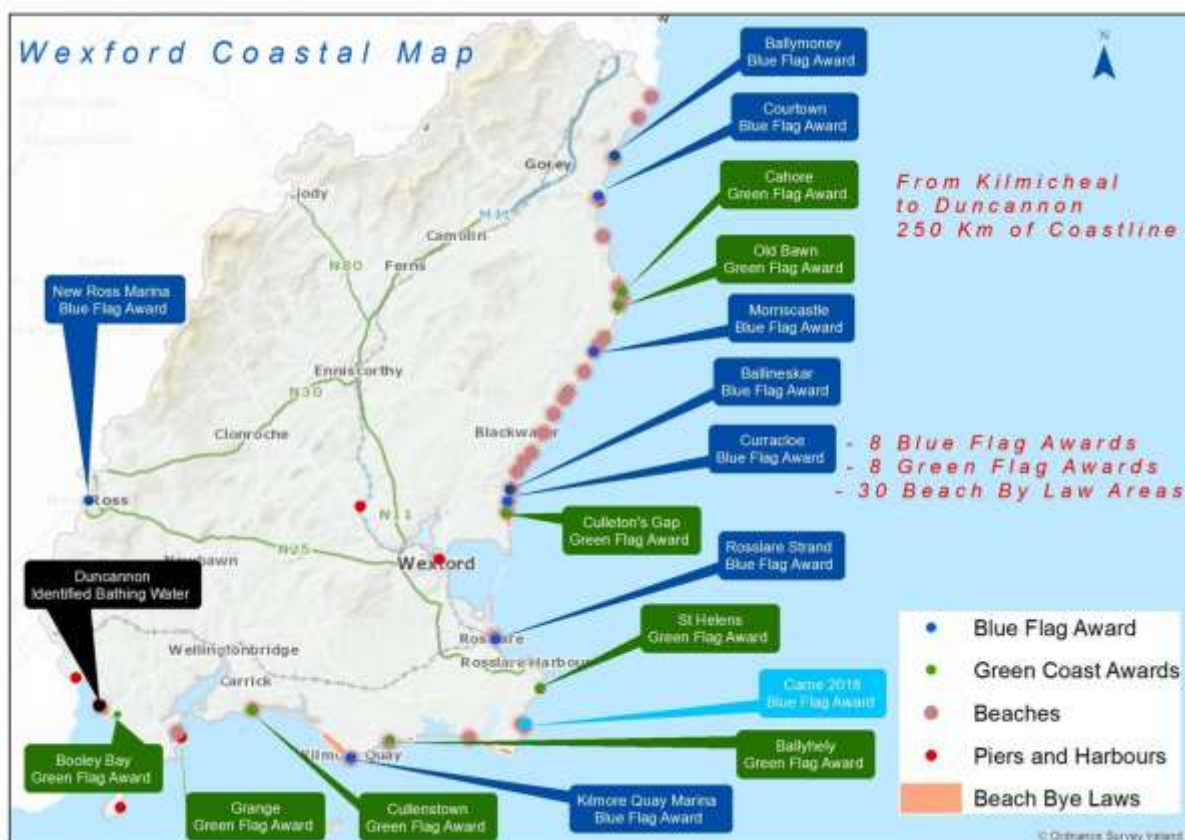 Wexford Coastal Map
N
Ballymoney
Blue Flag Award
Courtown
Blue Flag Award
Cahore
Green Flag Award
From Kilmicheal
to Duncannon
250 Km of Coastline
Old Bawn
Green Flag Award
Morriscastle
Blue Flag Award
Ballineskar
Blue Flag Award
Curracloe
Blue Flag Award
- 8 Blue Flag Awards
- 8 Green Flag Awards
- 30 Beach By Law Areas
Culleton's Gap
Green Flag Award
Rosslare Strand
Blue Flag Award
St Helens
Green Flag Award
Carne 2018
Blue Flag Award
Ballyhely
Green Flag Award
Kilmore Quay Marina
Blue Flag Award
Cullenstown
Green Flag Award
Grange
Green Flag Award
Booley Bay
Green Flag Award
Duncannon
Identified Bathing Water
New Ross Marina
Blue Flag Award
Gorey
Camolin
N11
N80
Ferns
Enniscorthy
N30
Clonroche
Blackwater
Ross
N11
N25
Wexford
Rosslare
Rosslare Harbour
Wellingtonbridge
Carrick
Kilmore Quay
Blue Flag Award
Green Coast Awards
Beaches
Piers and Harbours
Beach Bye Laws
© Ordnance Survey Ireland